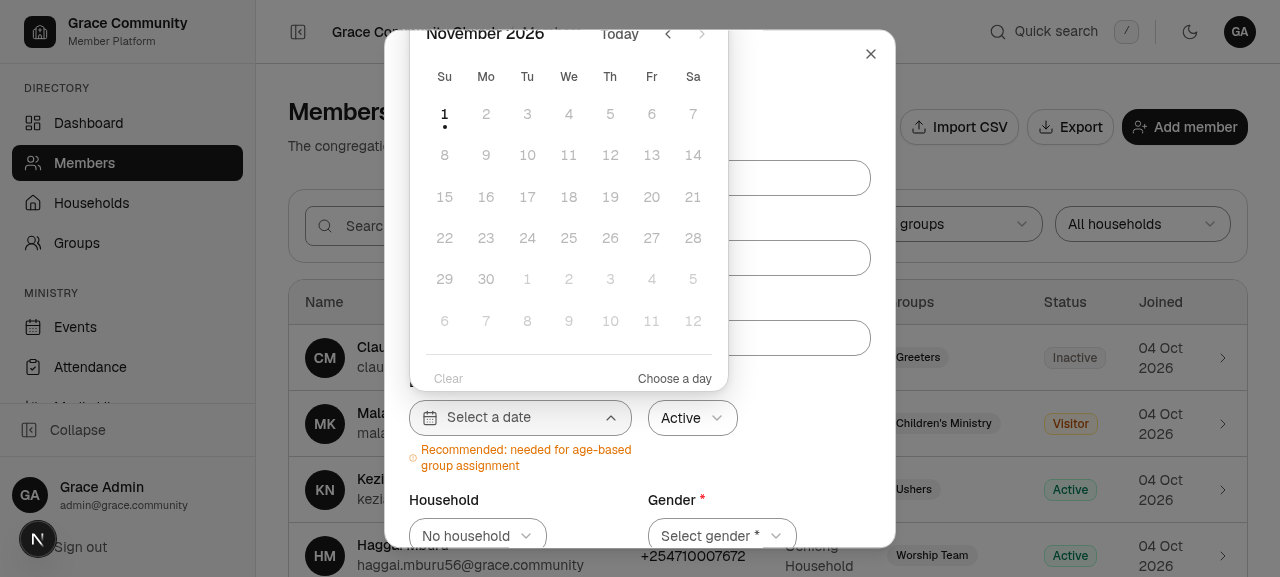 Grace Community
Member Platform
DIRECTORY
Dashboard
Members
Households
Groups
MINISTRY
Events
Attendance
Collapse
GA
Grace Admin
admin@grace.community
N
Sign out
Quick search
/
GA
Members
Import CSV
Export
Add member
groups
All households
Name
Status
Joined
CM
Greeters
Inactive
04 Oct
2026
MK
Children's Ministry
Visitor
04 Oct
2026
KN
Ushers
Active
04 Oct
2026
HM
haggai.mburu56@grace.community
+254710007672
Household
Worship Team
Active
04 Oct
2026
November 2026
Today
Su Mo Tu We Th Fr Sa
1 2 3 4 5 6 7
8 9 10 11 12 13 14
15 16 17 18 19 20 21
22 23 24 25 26 27 28
29 30 1 2 3 4 5
6 7 8 9 10 11 12
Clear
Choose a day
Select a date
Active
Recommended: needed for age-based
group assignment
Household
Gender *
No household
Select gender *